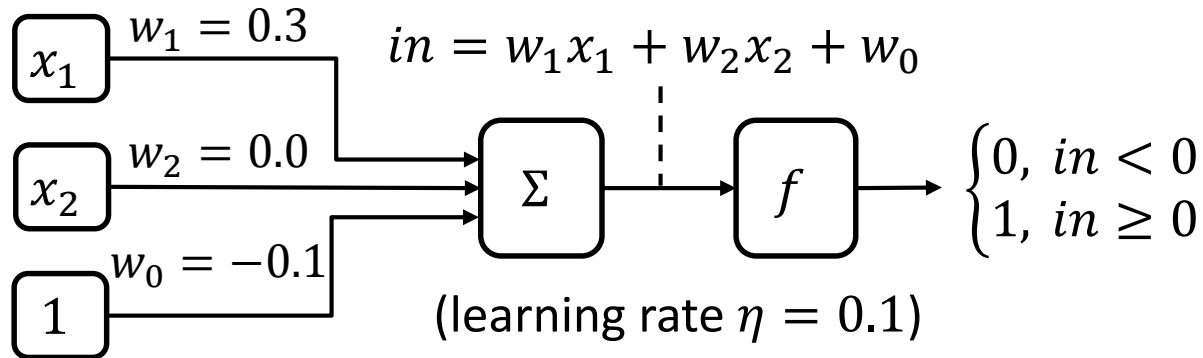 x₁
w₁ = 0.3
in = w₁x₁ + w₂x₂ + w₀
x₂
w₂ = 0.0
Σ
f
{0, in < 0
1, in ≥ 0
1
w₀ = −0.1
(learning rate η = 0.1)